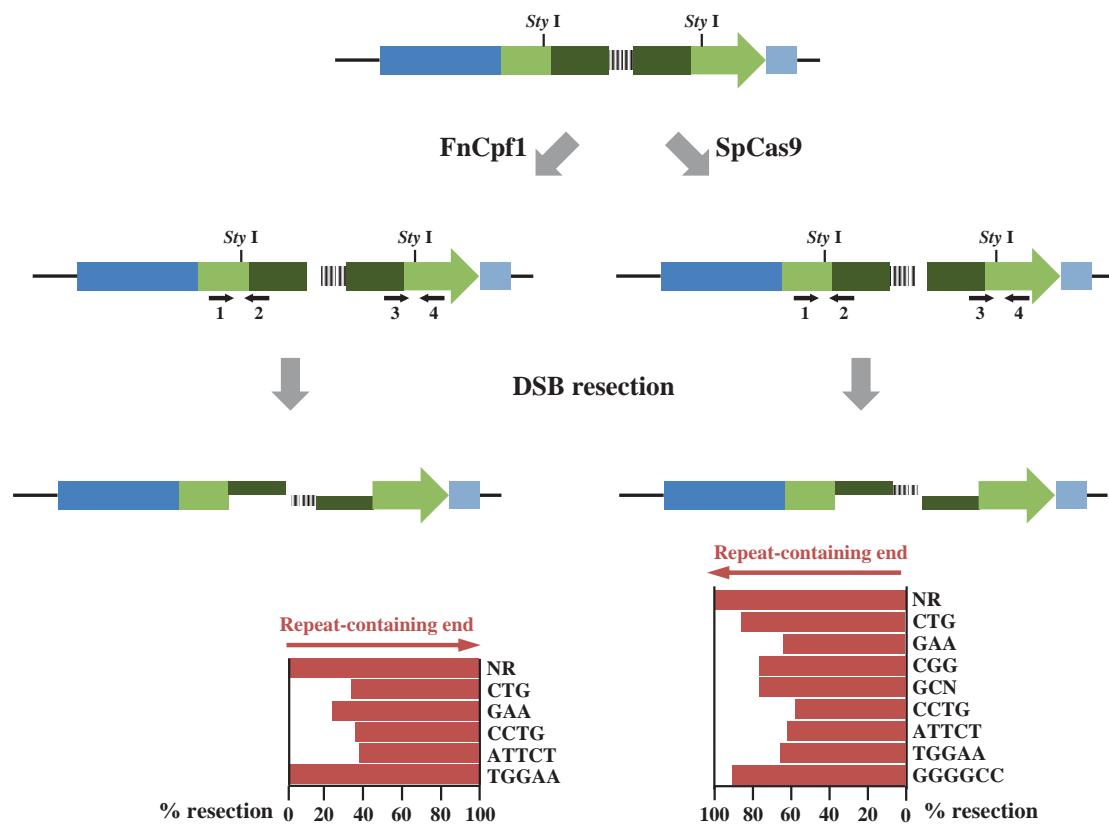 Sty I Sty I
FnCpf1 SpCas9
Sty I Sty I Sty I Sty I
1 2 3 4 1 2 3 4
DSB resection
Repeat-containing end
NR
CTG
GAA
CCTG
ATTCT
TGGAA
% resection 0 20 40 60 80 100
Repeat-containing end
NR
CTG
GAA
CGG
GCN
CCTG
ATTCT
TGGAA
GGGGCC
100 80 60 40 20 0 % resection